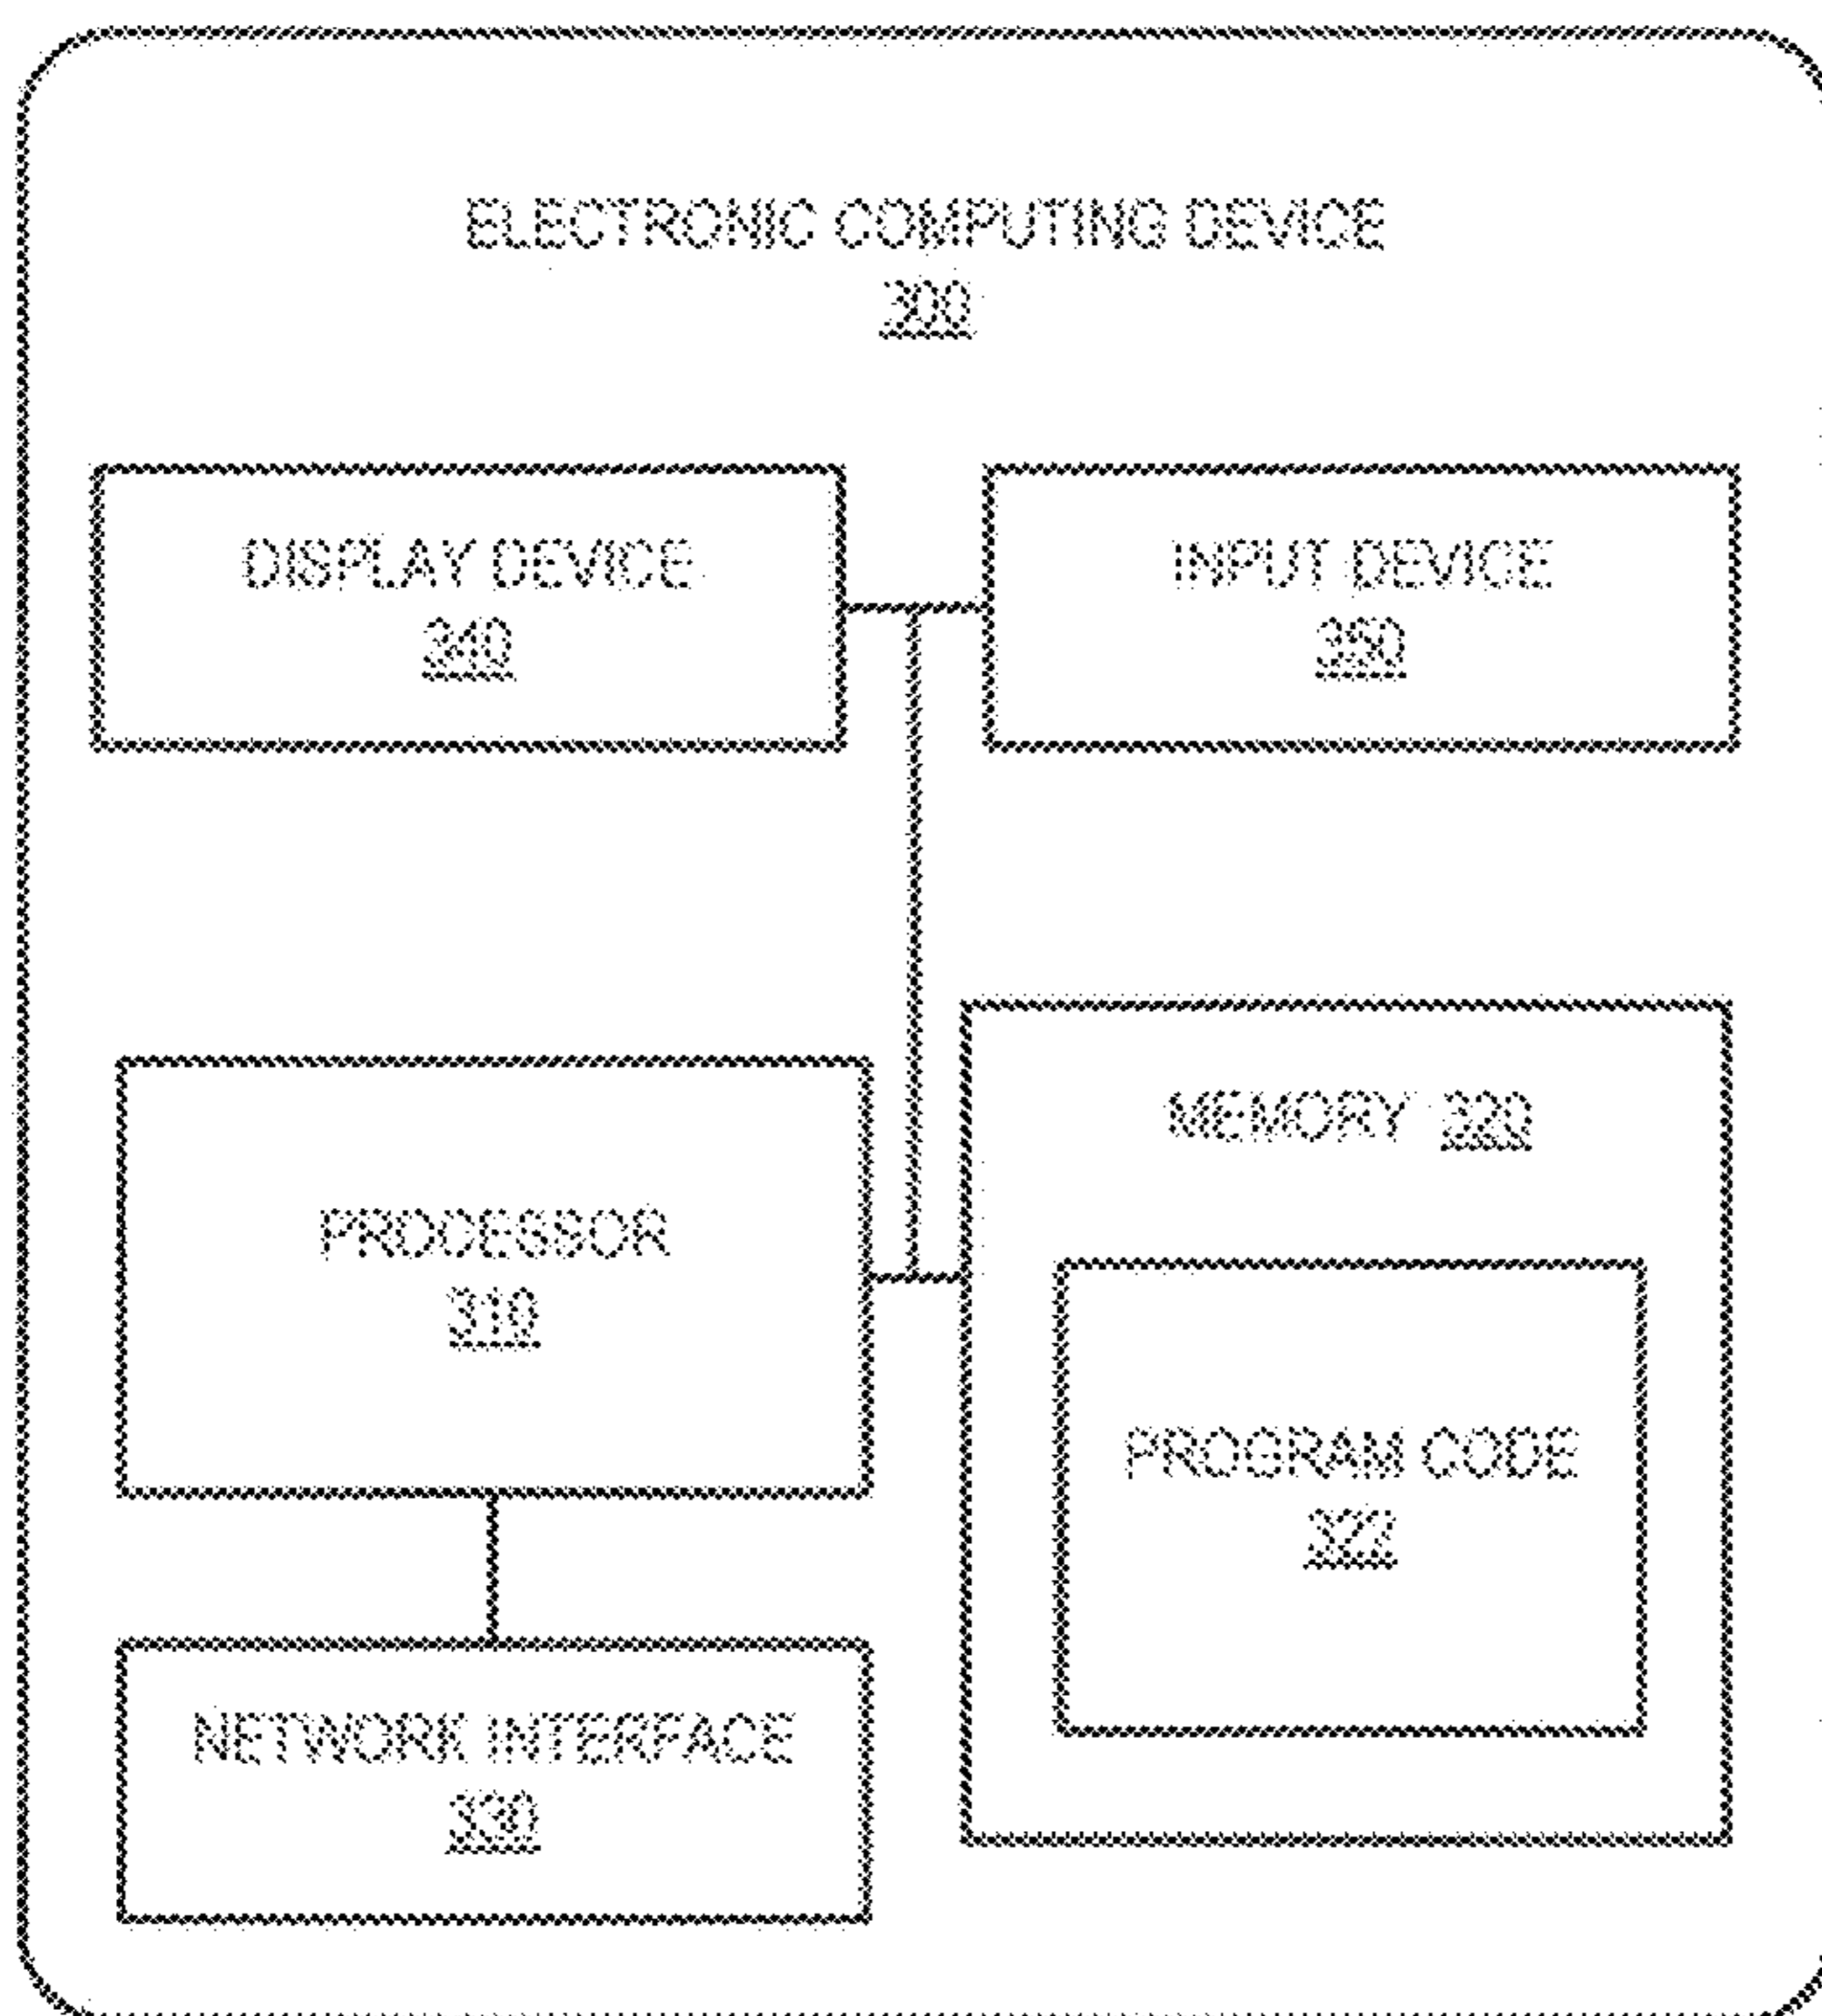 ELECTRONIC COMPUTING DEVICE
300
DISPLAY DEVICE
340
INPUT DEVICE
350
MEMORY 320
PROCESSOR
310
PROGRAM CODE
322
NETWORK INTERFACE
330